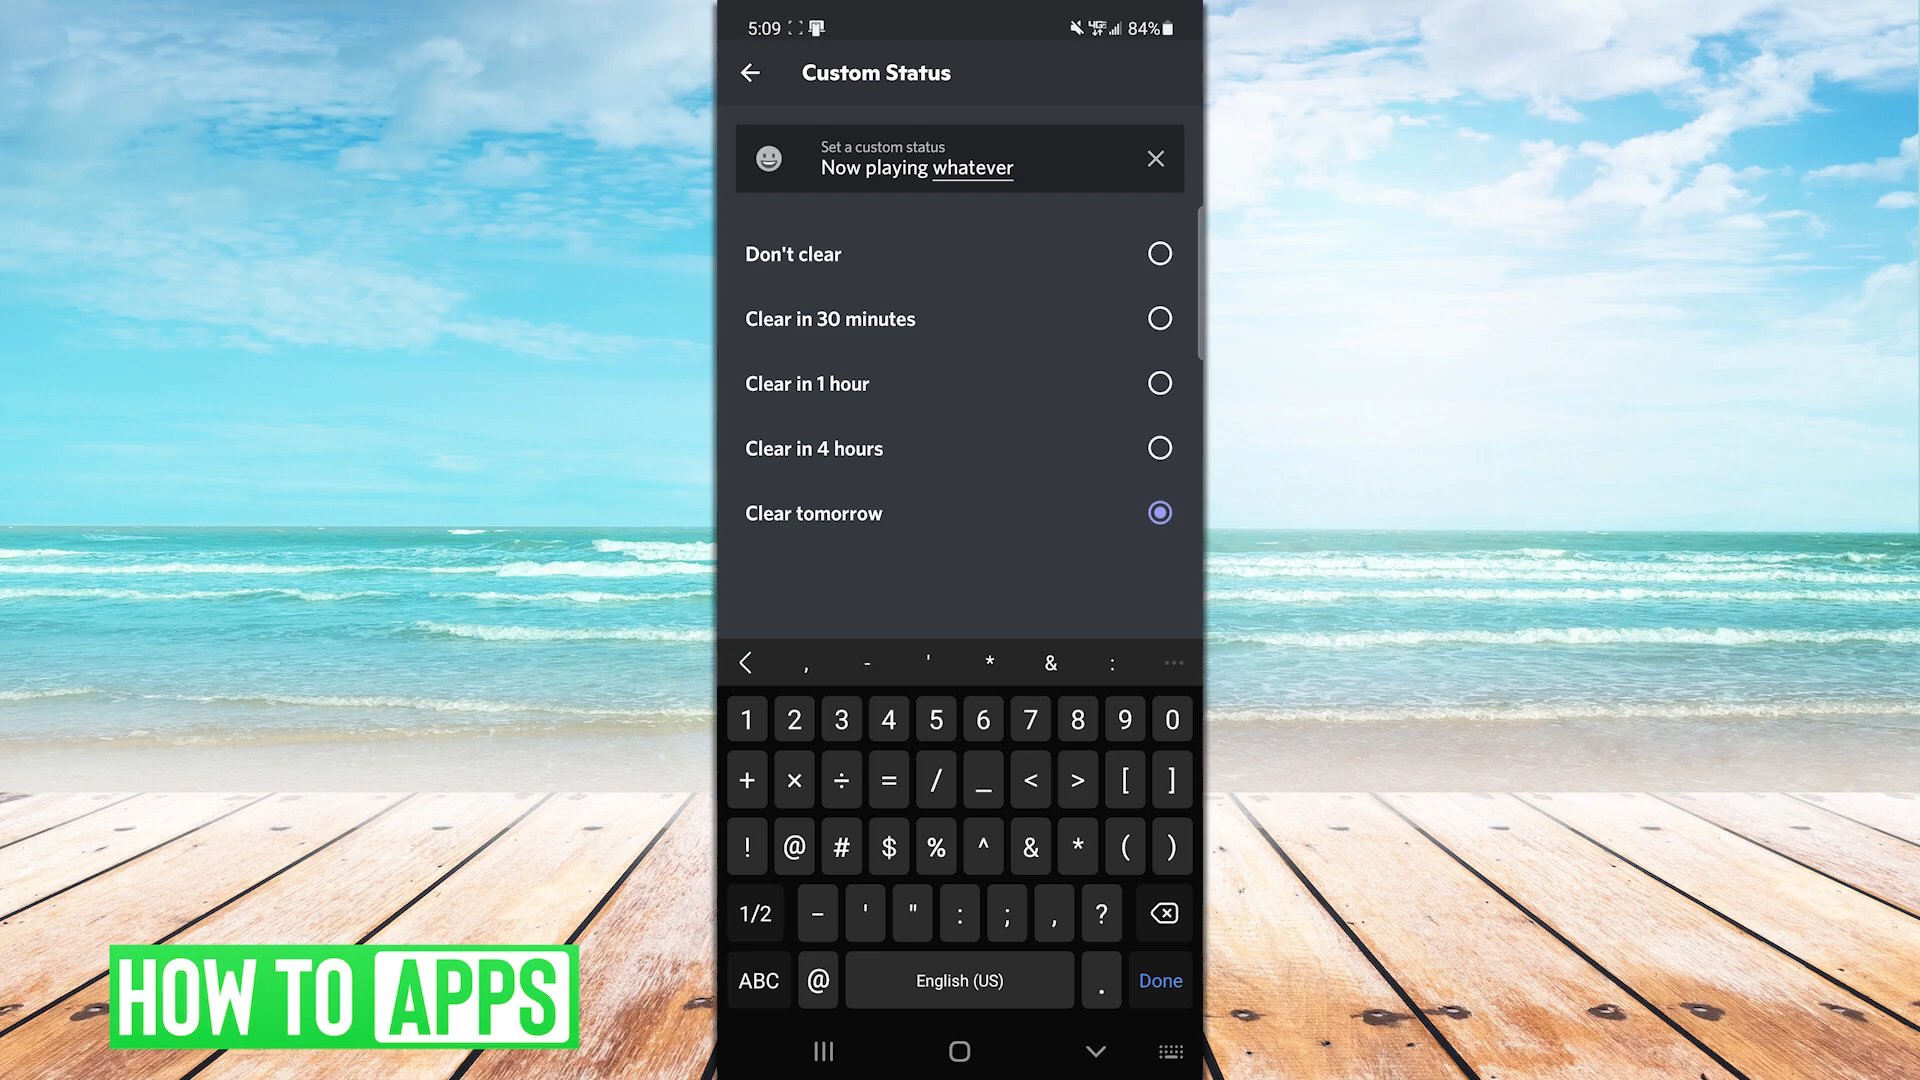 5:09 84%
Custom Status
Set a custom status
Now playing whatever
Don't clear
Clear in 30 minutes
Clear in 1 hour
Clear in 4 hours
Clear tomorrow
, - ' * & :
1 2 3 4 5 6 7 8 9 0
+ × ÷ = / _ < > [ ]
! @ # $ % ^ & * ( )
1/2 - ' " : ; , ?
ABC @ English (US) . Done
HOW TO APPS